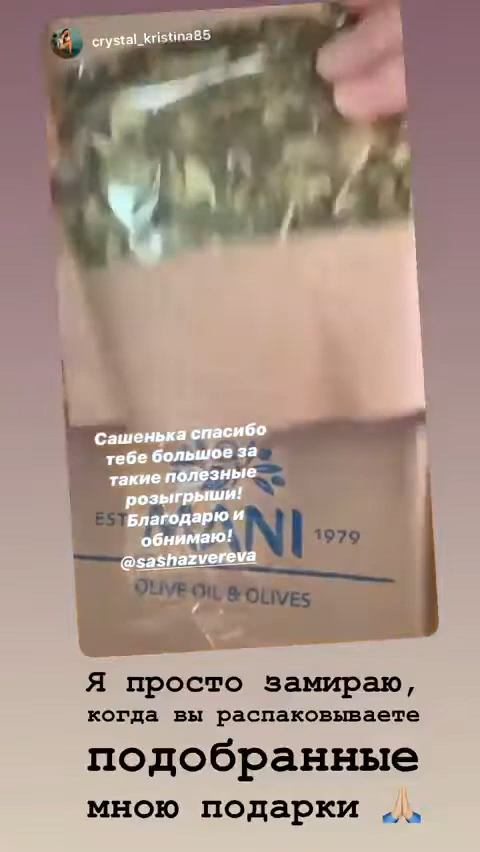 crystal_kristina85
Сашенька спасибо
тебе большое за
такие полезные
розыгрыши!
Благодарю и
обнимаю!
@sashazvereva
EST MANI 1979
OLIVE OIL & OLIVES
Я просто замираю,
когда вы распаковываете
подобранные
мною подарки 🙏🏼